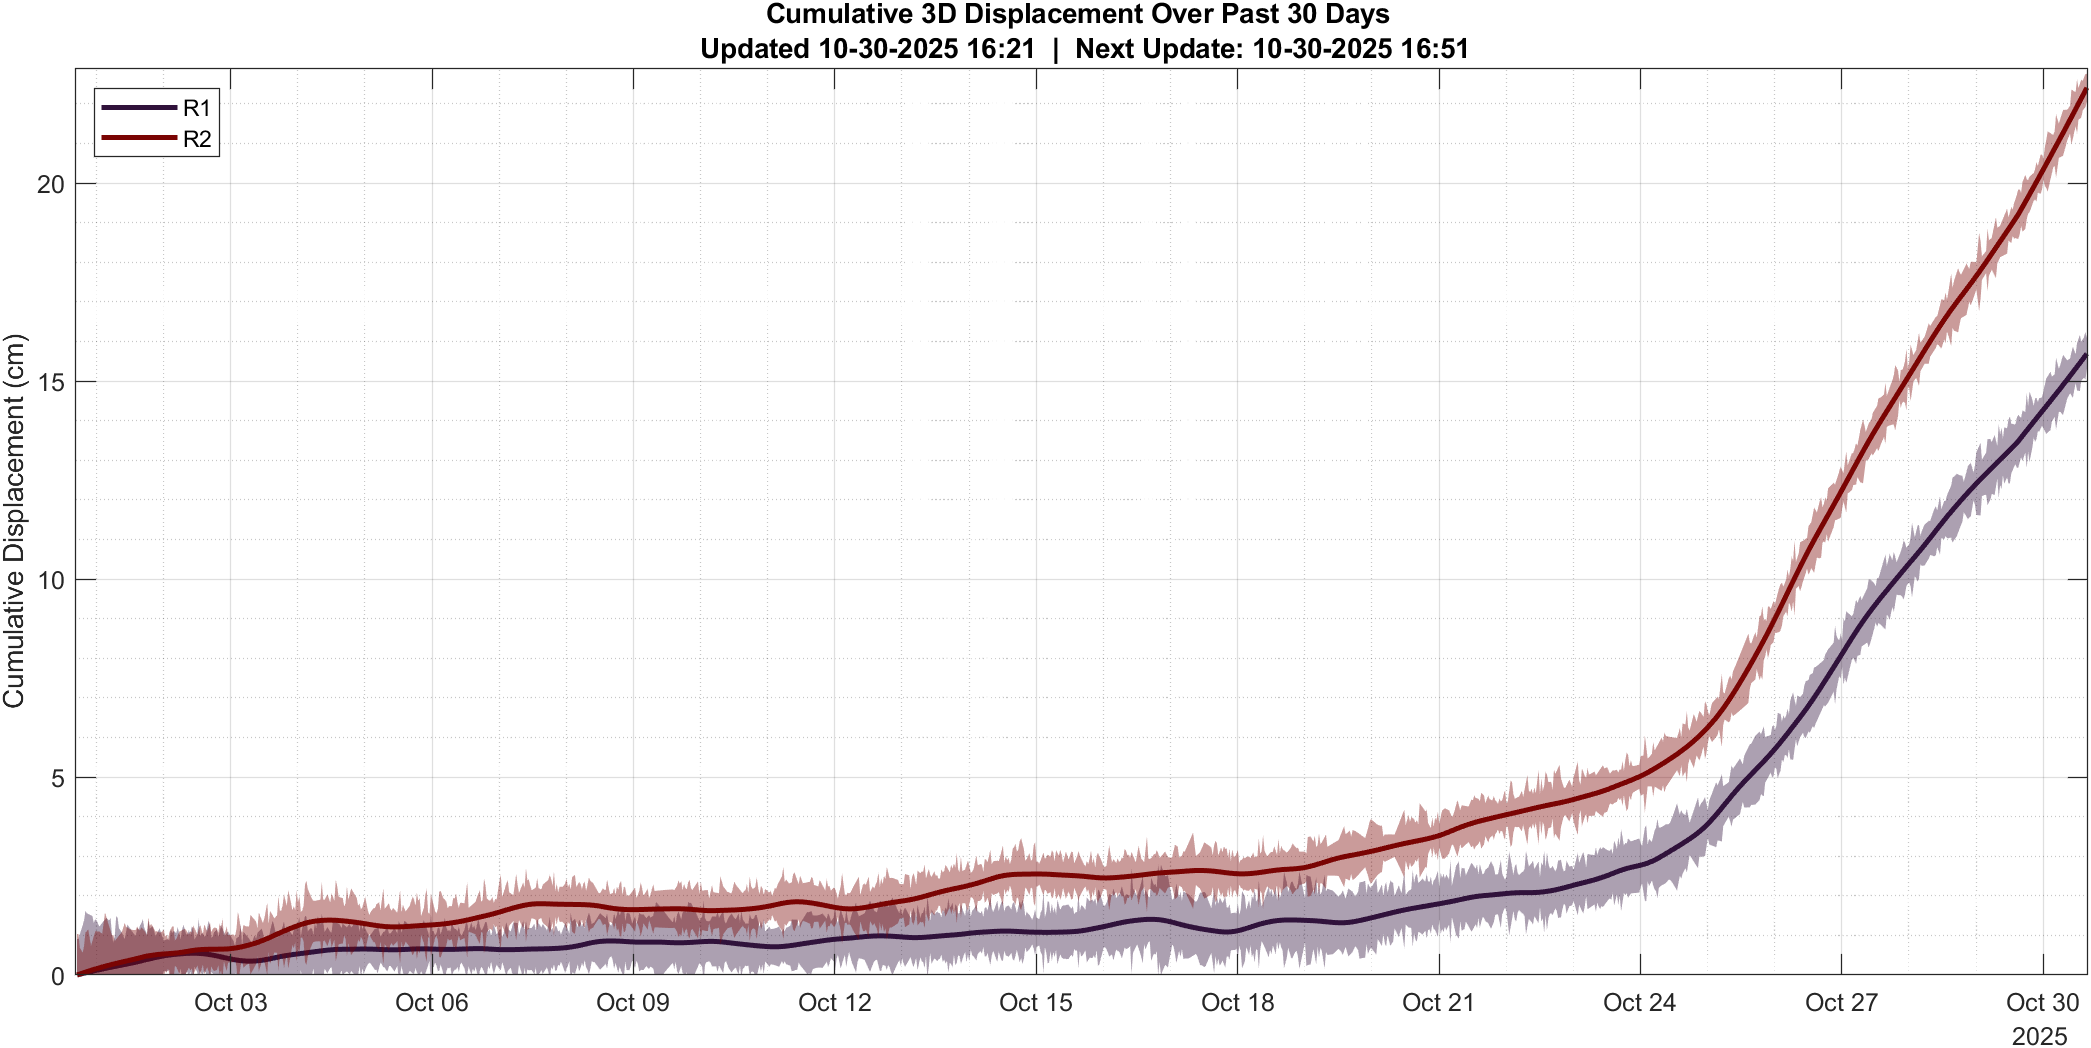 Cumulative 3D Displacement Over Past 30 Days
Updated 10-30-2025 16:21 | Next Update: 10-30-2025 16:51
R1
R2
Cumulative Displacement (cm)
20
15
10
5
0
Oct 03 Oct 06 Oct 09 Oct 12 Oct 15 Oct 18 Oct 21 Oct 24 Oct 27 Oct 30
2025